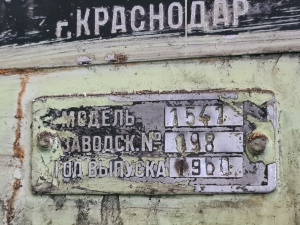 г.КРАСНОДАР
МОДЕЛЬ 1541
ЗАВОДСК.№ 198
ГОД ВЫПУСКА 1960